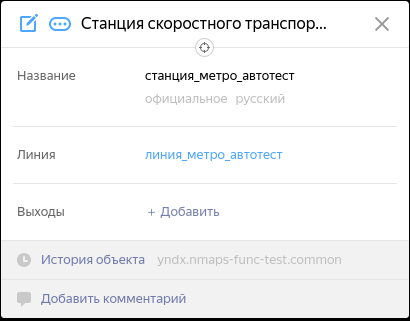 Станция скоростного транспор...
Название
станция_метро_автотест
официальное русский
Линия
линия_метро_автотест
Выходы
+ Добавить
История объекта yndx.nmaps-func-test.common
Добавить комментарий